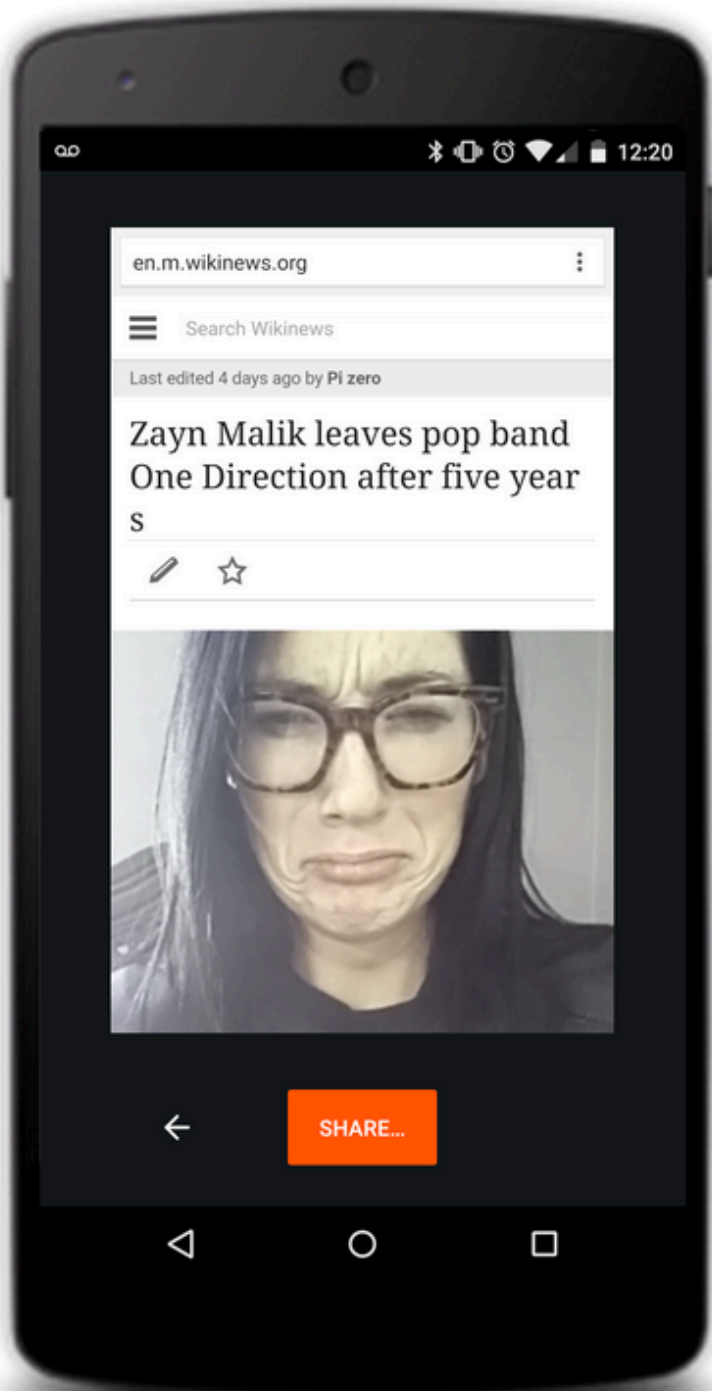 12:20
en.m.wikinews.org
Search Wikinews
Last edited 4 days ago by Pi zero
Zayn Malik leaves pop band
One Direction after five year
s
SHARE...